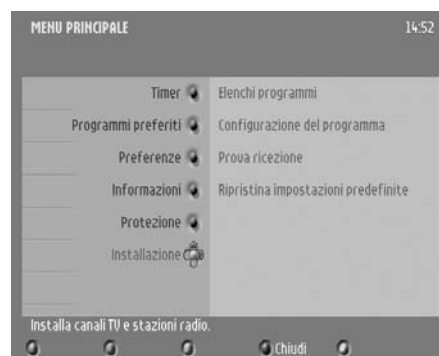 MENU PRINCIPALE 14:52
Timer Elenchi programmi
Programmi preferiti Configurazione del programma
Preferenze Prova ricezione
Informazioni Ripristina impostazioni predefinite
Protezione
Installazione
Installa canali TV e stazioni radio.
Chiudi